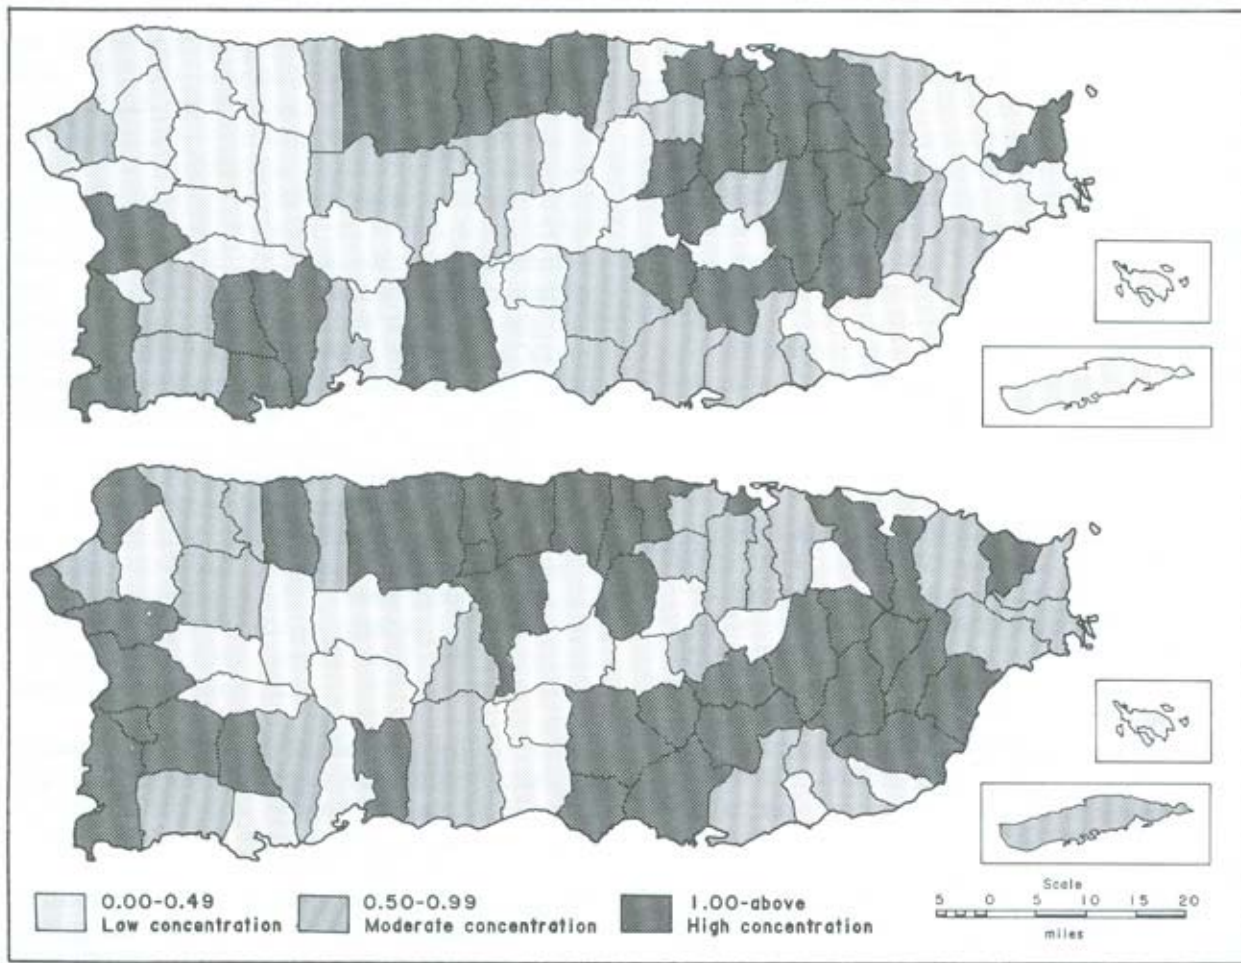 0.00-0.49
Low concentration
0.50-0.99
Moderate concentration
1.00-above
High concentration
Scale
5 0 5 10 15 20
miles